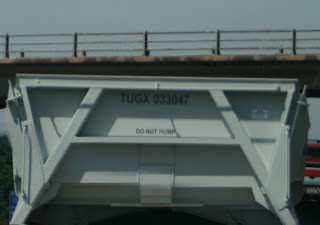 TUGX 033047
DO NOT HUMP